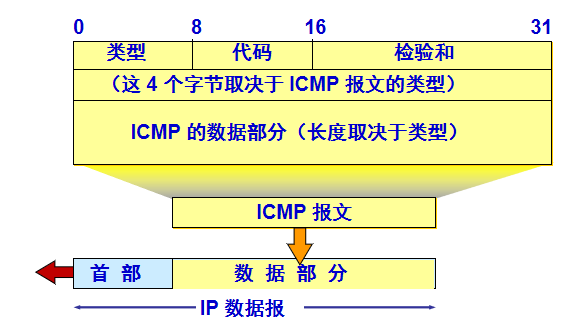 0 8 16 31
类型 代码 检验和
（这 4 个字节取决于 ICMP 报文的类型）
ICMP 的数据部分（长度取决于类型）
ICMP 报文
首 部 数 据 部 分
IP 数据报